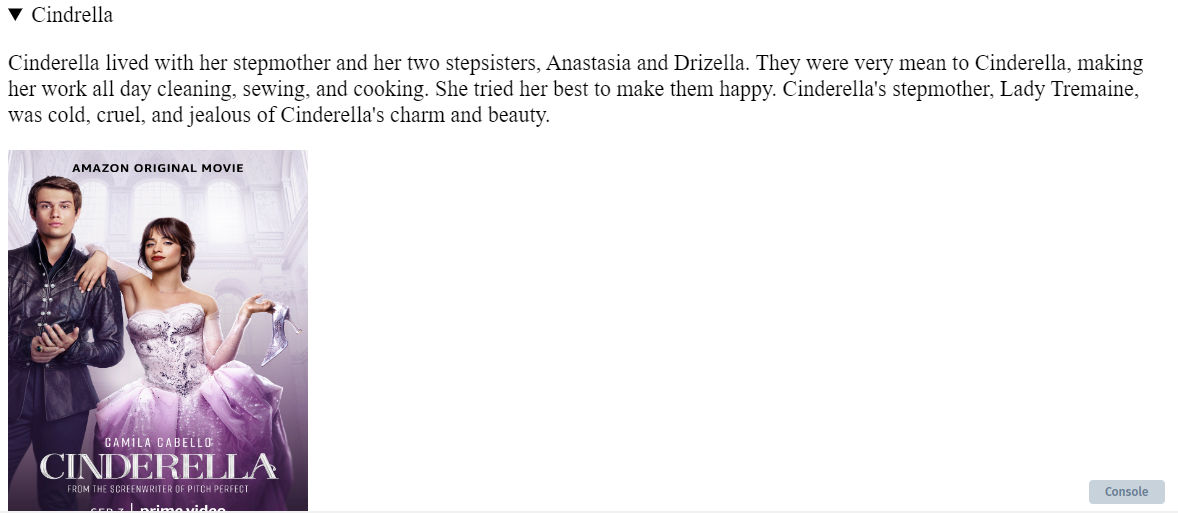 Cindrella
Cinderella lived with her stepmother and her two stepsisters, Anastasia and Drizella. They were very mean to Cinderella, making
her work all day cleaning, sewing, and cooking. She tried her best to make them happy. Cinderella's stepmother, Lady Tremaine,
was cold, cruel, and jealous of Cinderella's charm and beauty.
AMAZON ORIGINAL MOVIE
CAMILA CABELLO
CINDERELLA
FROM THE SCREENWRITER OF PITCH PERFECT
SEP 3 | prime video
Console